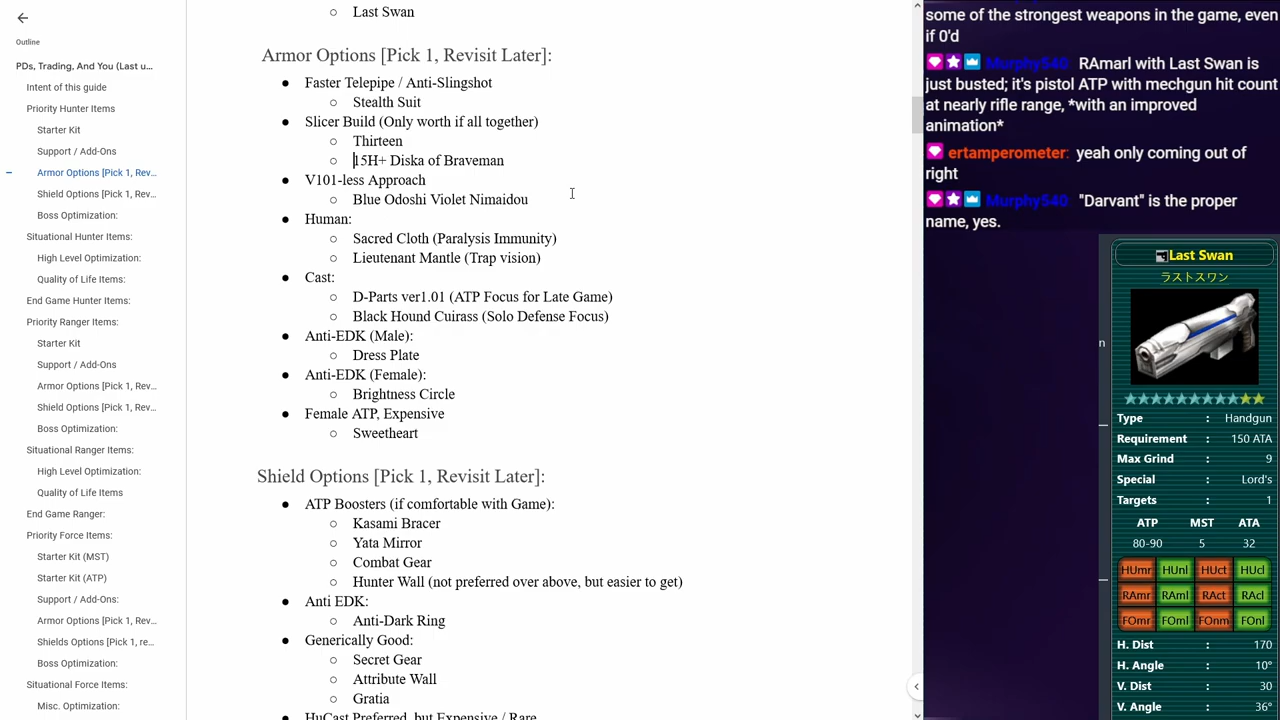 Outline
PDs, Trading, And You (Last u...
Intent of this guide
Priority Hunter Items
Starter Kit
Support / Add-Ons
Armor Options [Pick 1, Rev...
Shield Options [Pick 1, Rev...
Boss Optimization:
Situational Hunter Items:
High Level Optimization:
Quality of Life Items:
End Game Hunter Items:
Priority Ranger Items:
Starter Kit
Support / Add-Ons
Armor Options [Pick 1, Rev...
Shield Options [Pick 1, Rev...
Boss Optimization:
Situational Ranger Items:
High Level Optimization:
Quality of Life Items
End Game Ranger:
Priority Force Items:
Starter Kit (MST)
Starter Kit (ATP)
Support / Add-Ons:
Armor Options [Pick 1, Rev...
Shields Options [Pick 1, re...
Boss Optimization:
Situational Force Items:
Misc. Optimization:
Last Swan
Armor Options [Pick 1, Revisit Later]:
Faster Telepipe / Anti-Slingshot
Stealth Suit
Slicer Build (Only worth if all together)
Thirteen
15H+ Diska of Braveman
V101-less Approach
Blue Odoshi Violet Nimaidou
Human:
Sacred Cloth (Paralysis Immunity)
Lieutenant Mantle (Trap vision)
Cast:
D-Parts ver1.01 (ATP Focus for Late Game)
Black Hound Cuirass (Solo Defense Focus)
Anti-EDK (Male):
Dress Plate
Anti-EDK (Female):
Brightness Circle
Female ATP, Expensive
Sweetheart
Shield Options [Pick 1, Revisit Later]:
ATP Boosters (if comfortable with Game):
Kasami Bracer
Yata Mirror
Combat Gear
Hunter Wall (not preferred over above, but easier to get)
Anti EDK:
Anti-Dark Ring
Generically Good:
Secret Gear
Attribute Wall
Gratia
HuCast Preferred, but Expensive / Rare
some of the strongest weapons in the game, even
if 0'd
Murphy540 RAmarl with Last Swan is
just busted; it's pistol ATP with mechgun hit count
at nearly rifle range, *with an improved
animation*
ertamperometer: yeah only coming out of
right
Murphy540: "Darvant" is the proper
name, yes.
n
Last Swan
ラストスワン
Type : Handgun
Requirement : 150 ATA
Max Grind : 9
Special : Lord's
Targets : 1
ATP MST ATA
80-90 5 32
HUmr HUnl HUct HUcl
RAmr RAml RAct RAcl
FOmr FOml FOnm FOnl
H. Dist : 170
H. Angle : 10°
V. Dist : 30
V. Angle : 36°